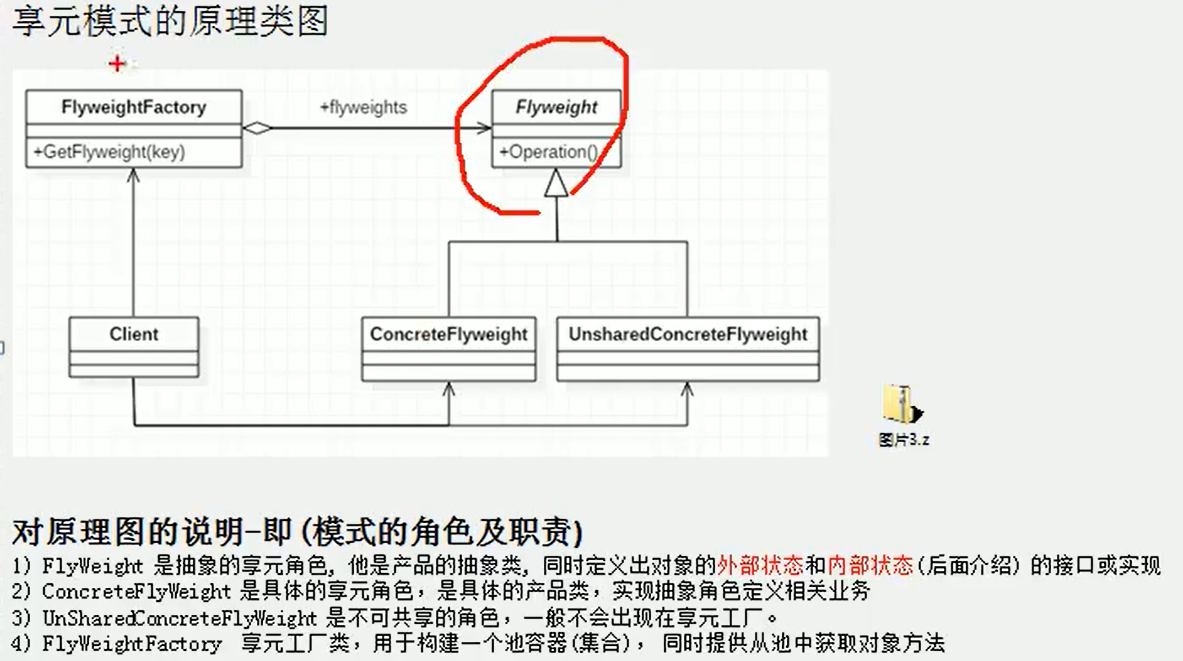 享元模式的原理类图
FlyweightFactory
+flyweights
Flyweight
+GetFlyweight(key)
+Operation()
Client
ConcreteFlyweight
UnsharedConcreteFlyweight
图片3.z
对原理图的说明-即(模式的角色及职责)
1) FlyWeight 是抽象的享元角色, 他是产品的抽象类, 同时定义出对象的外部状态和内部状态(后面介绍) 的接口或实现
2) ConcreteFlyWeight 是具体的享元角色，是具体的产品类，实现抽象角色定义相关业务
3) UnSharedConcreteFlyWeight 是不可共享的角色，一般不会出现在享元工厂。
4) FlyWeightFactory 享元工厂类，用于构建一个池容器(集合)， 同时提供从池中获取对象方法